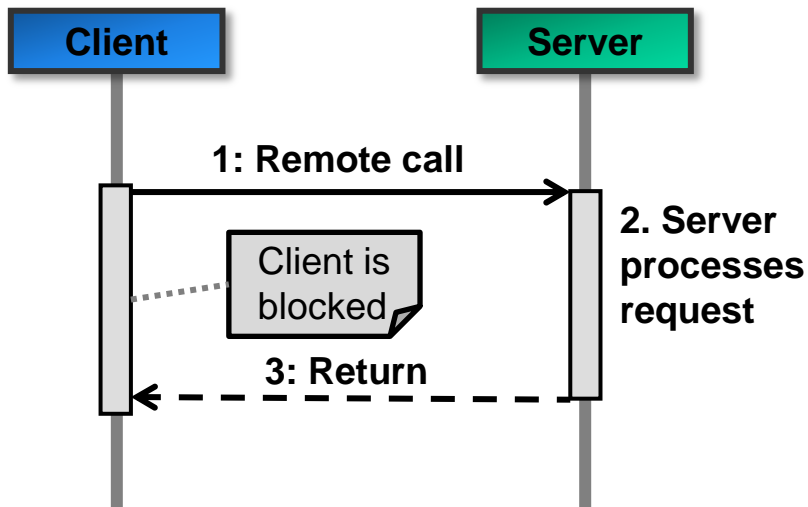 Client
Server
1: Remote call
2. Server
processes
request
Client is
blocked
3: Return